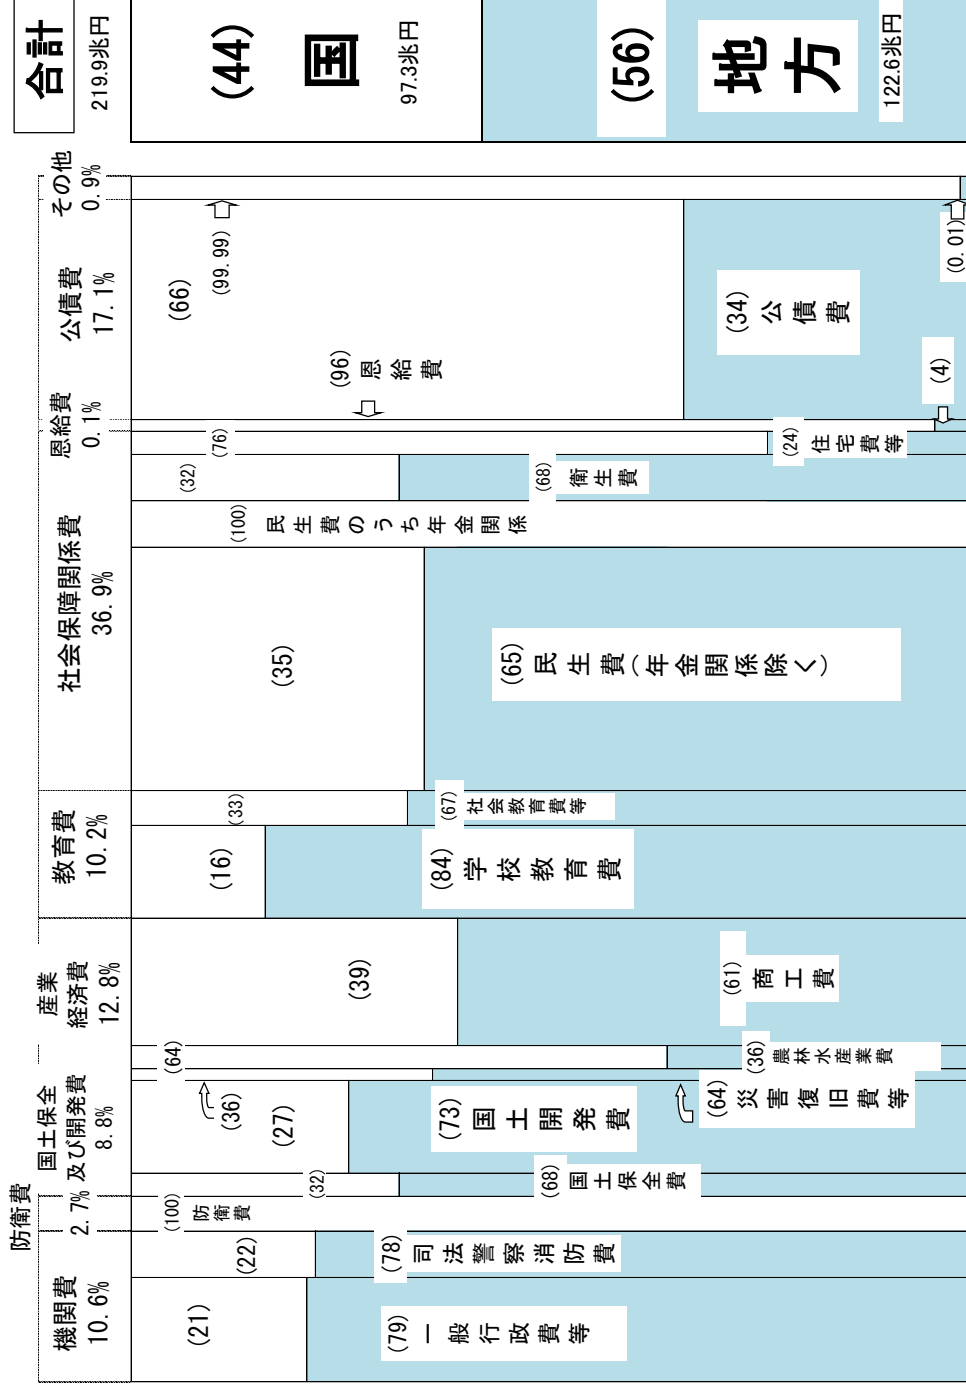 合計
219.9兆円
(44)
国
97.3兆円
(56)
地方
122.6兆円
その他
0.9%
(99.99)
(0.01)
公債費
17.1%
(66)
(34)
公債費
恩給費
0.1%
(96)
恩給費
(4)
社会保障関係費
36.9%
(76)
(24)
住宅費等
(32)
(68)
衛生費
(100)
民生費のうち年金関係
(35)
(65)
民生費(年金関係除く)
教育費
10.2%
(33)
(67)
社会教育費等
(16)
(84)
学校教育費
産業
経済費
12.8%
(39)
(61)
商工費
(64)
(36)
農林水産業費
国土保全
及び開発費
8.8%
(36)
(64)
災害復旧費等
(27)
(73)
国土開発費
(32)
(68)
国土保全費
防衛費
2.7%
(100)
防衛費
機関費
10.6%
(22)
(78)
司法警察消防費
(21)
(79)
一般行政費等